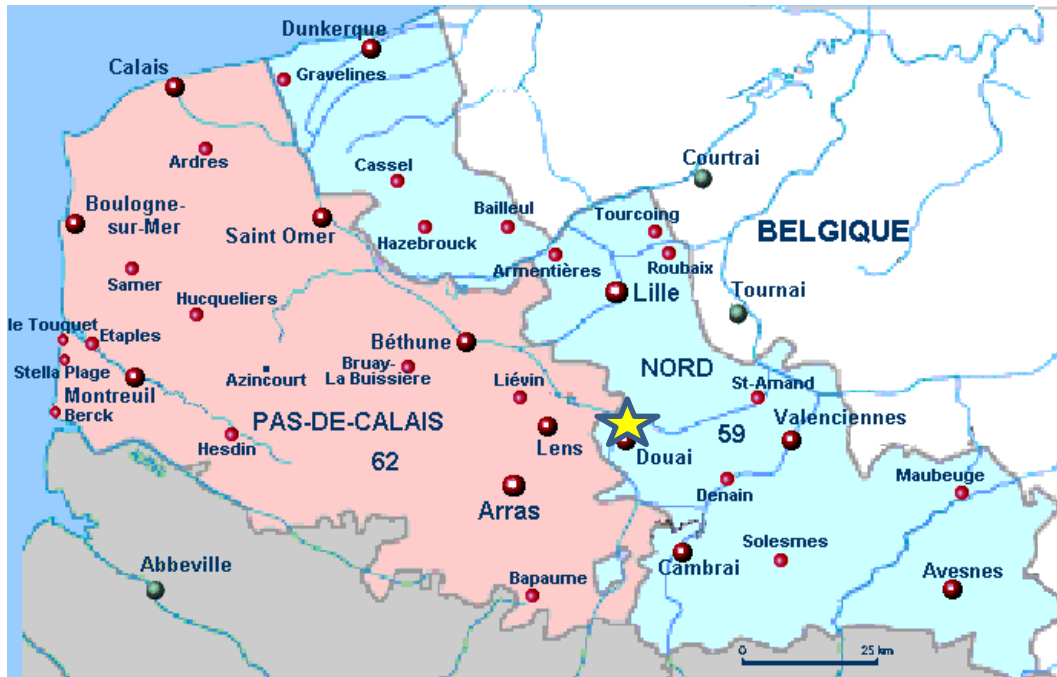 Dunkerque
Calais
Gravelines
Ardres
Cassel
Courtrai
Boulogne-
sur-Mer
Saint Omer
Bailleul
Tourcoing
Hazebrouck
BELGIQUE
Armentières
Roubaix
Samer
Lille
Tournai
Hucqueliers
le Touquet
Etaples
Béthune
Stella Plage
Azincourt
Bruay-
La Buissière
NORD
Montreuil
Liévin
St-Amand
Berck
PAS-DE-CALAIS
59
Valenciennes
Hesdin
Lens
Douai
62
Maubeuge
Denain
Arras
Solesmes
Abbeville
Cambrai
Avesnes
Bapaume
0
25 km